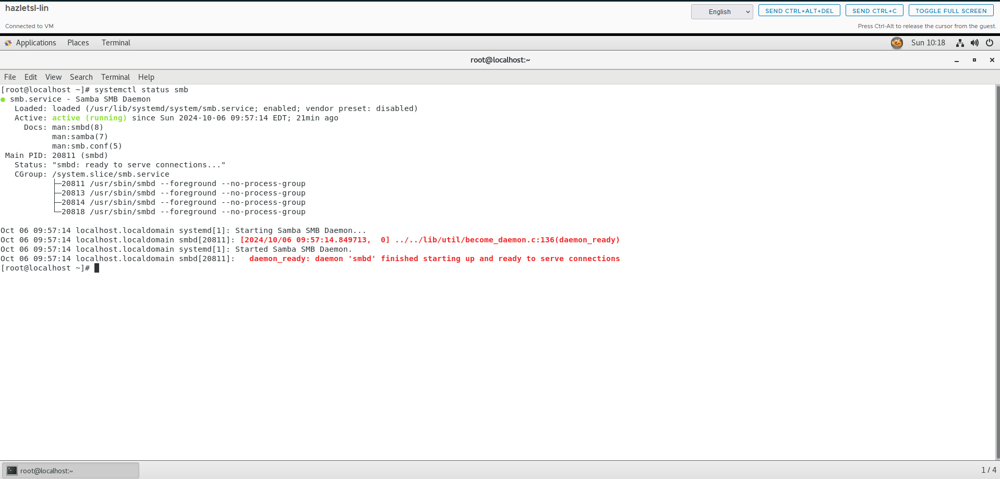 hazletsl-lin
English
SEND CTRL+ALT+DEL
SEND CTRL+C
TOGGLE FULL SCREEN
Connected to VM
Press Ctrl-Alt to release the cursor from the guest.
Applications Places Terminal
Sun 10:18
root@localhost:~
File Edit View Search Terminal Help
[root@localhost ~]# systemctl status smb
● smb.service - Samba SMB Daemon
   Loaded: loaded (/usr/lib/systemd/system/smb.service; enabled; vendor preset: disabled)
   Active: active (running) since Sun 2024-10-06 09:57:14 EDT; 21min ago
     Docs: man:smbd(8)
           man:samba(7)
           man:smb.conf(5)
 Main PID: 20811 (smbd)
   Status: "smbd: ready to serve connections..."
   CGroup: /system.slice/smb.service
           ├─20811 /usr/sbin/smbd --foreground --no-process-group
           ├─20813 /usr/sbin/smbd --foreground --no-process-group
           ├─20814 /usr/sbin/smbd --foreground --no-process-group
           └─20818 /usr/sbin/smbd --foreground --no-process-group

Oct 06 09:57:14 localhost.localdomain systemd[1]: Starting Samba SMB Daemon...
Oct 06 09:57:14 localhost.localdomain smbd[20811]: [2024/10/06 09:57:14.849713,  0] ../../lib/util/become_daemon.c:136(daemon_ready)
Oct 06 09:57:14 localhost.localdomain systemd[1]: Started Samba SMB Daemon.
Oct 06 09:57:14 localhost.localdomain smbd[20811]:   daemon_ready: daemon 'smbd' finished starting up and ready to serve connections
[root@localhost ~]#
root@localhost:~
1 / 4